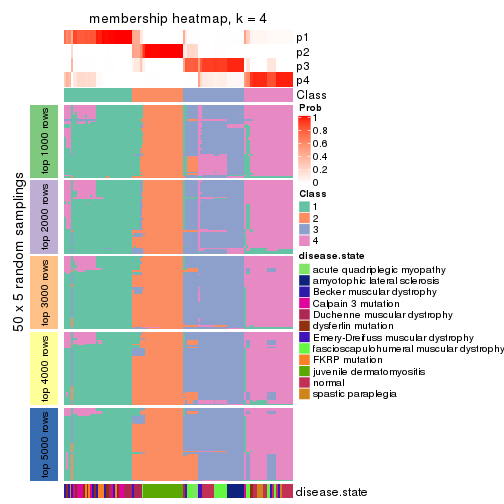 membership heatmap, k = 4
p1
p2
p3
p4
Class
50 x 5 random samplings
top 1000 rows
top 2000 rows
top 3000 rows
top 4000 rows
top 5000 rows
disease.state
Prob
1
0.8
0.6
0.4
0.2
0
Class
1
2
3
4
disease.state
acute quadriplegic myopathy
amyotophic lateral sclerosis
Becker muscular dystrophy
Calpain 3 mutation
Duchenne muscular dystrophy
dysferlin mutation
Emery-Dreifuss muscular dystrophy
fascioscapulohumeral muscular dystrophy
FKRP mutation
juvenile dermatomyositis
normal
spastic paraplegia